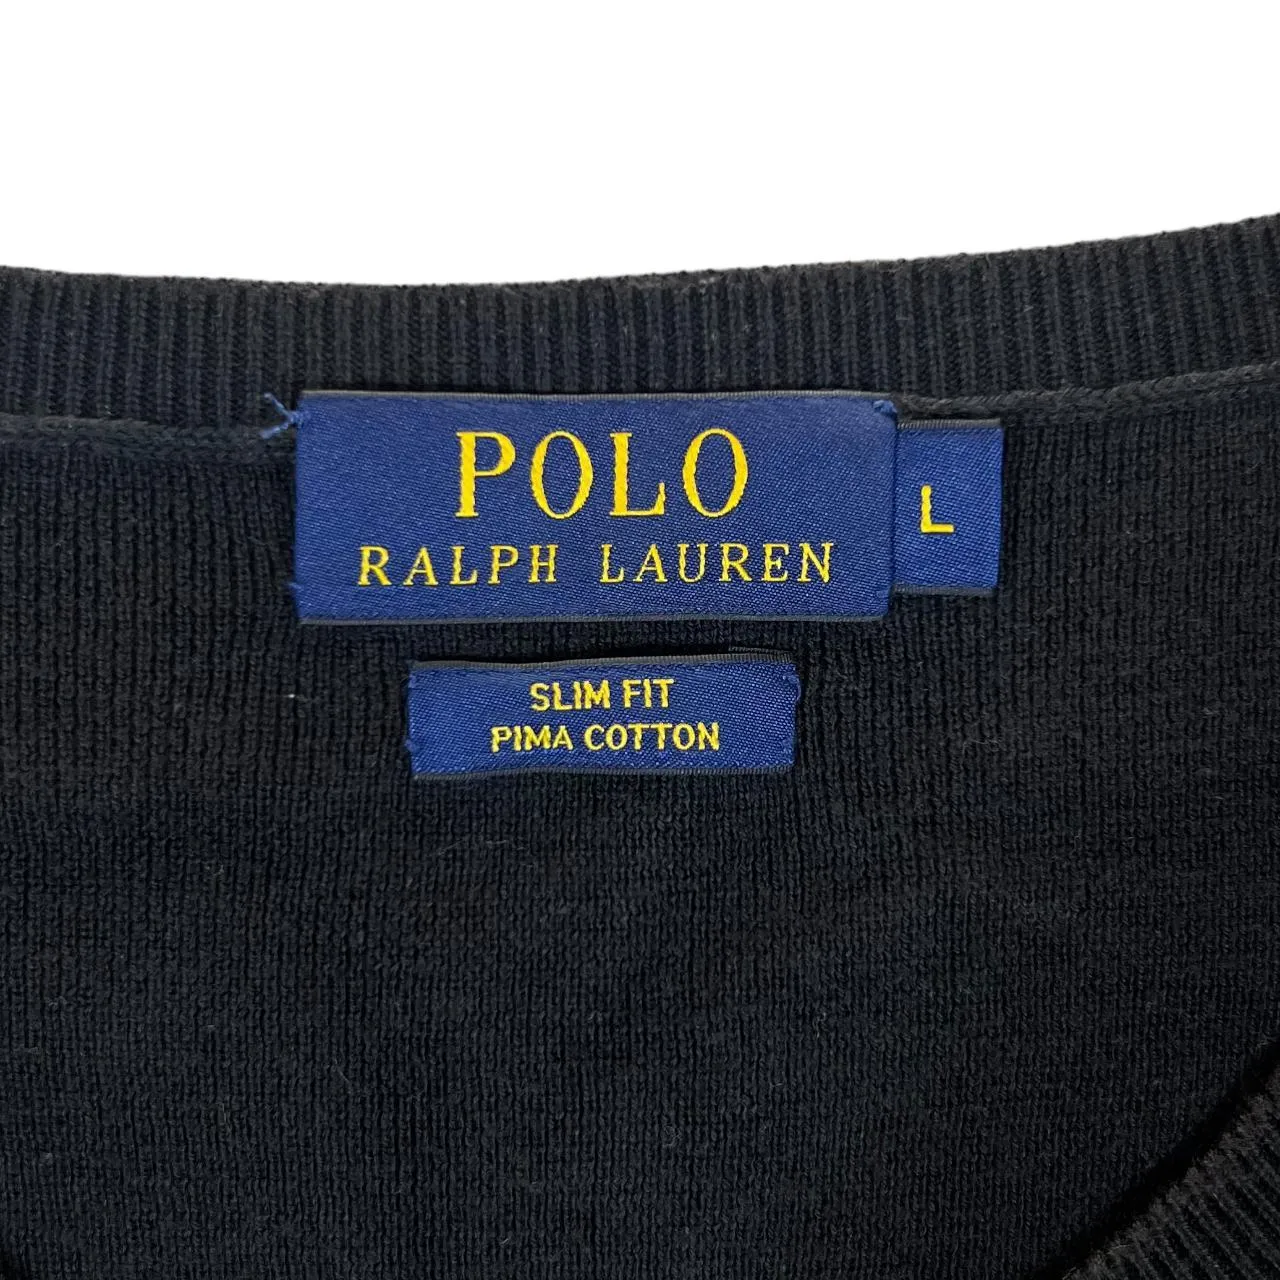 POLO
RALPH LAUREN
L
SLIM FIT
PIMA COTTON